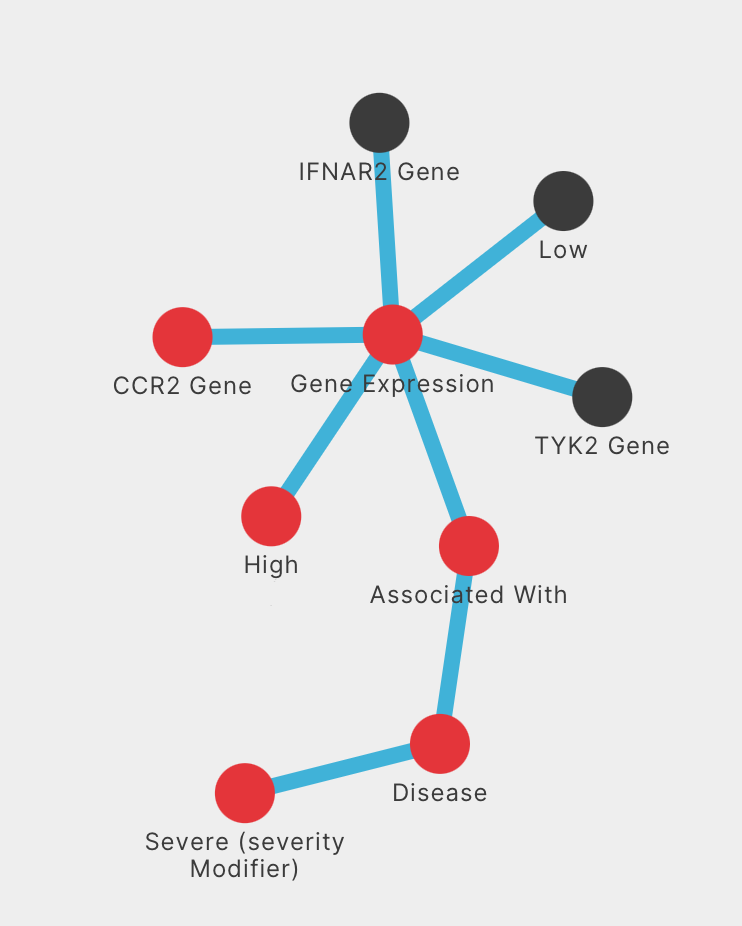 IFNAR2 Gene
Low
CCR2 Gene
Gene Expression
TYK2 Gene
High
Associated With
Disease
Severe (severity
Modifier)